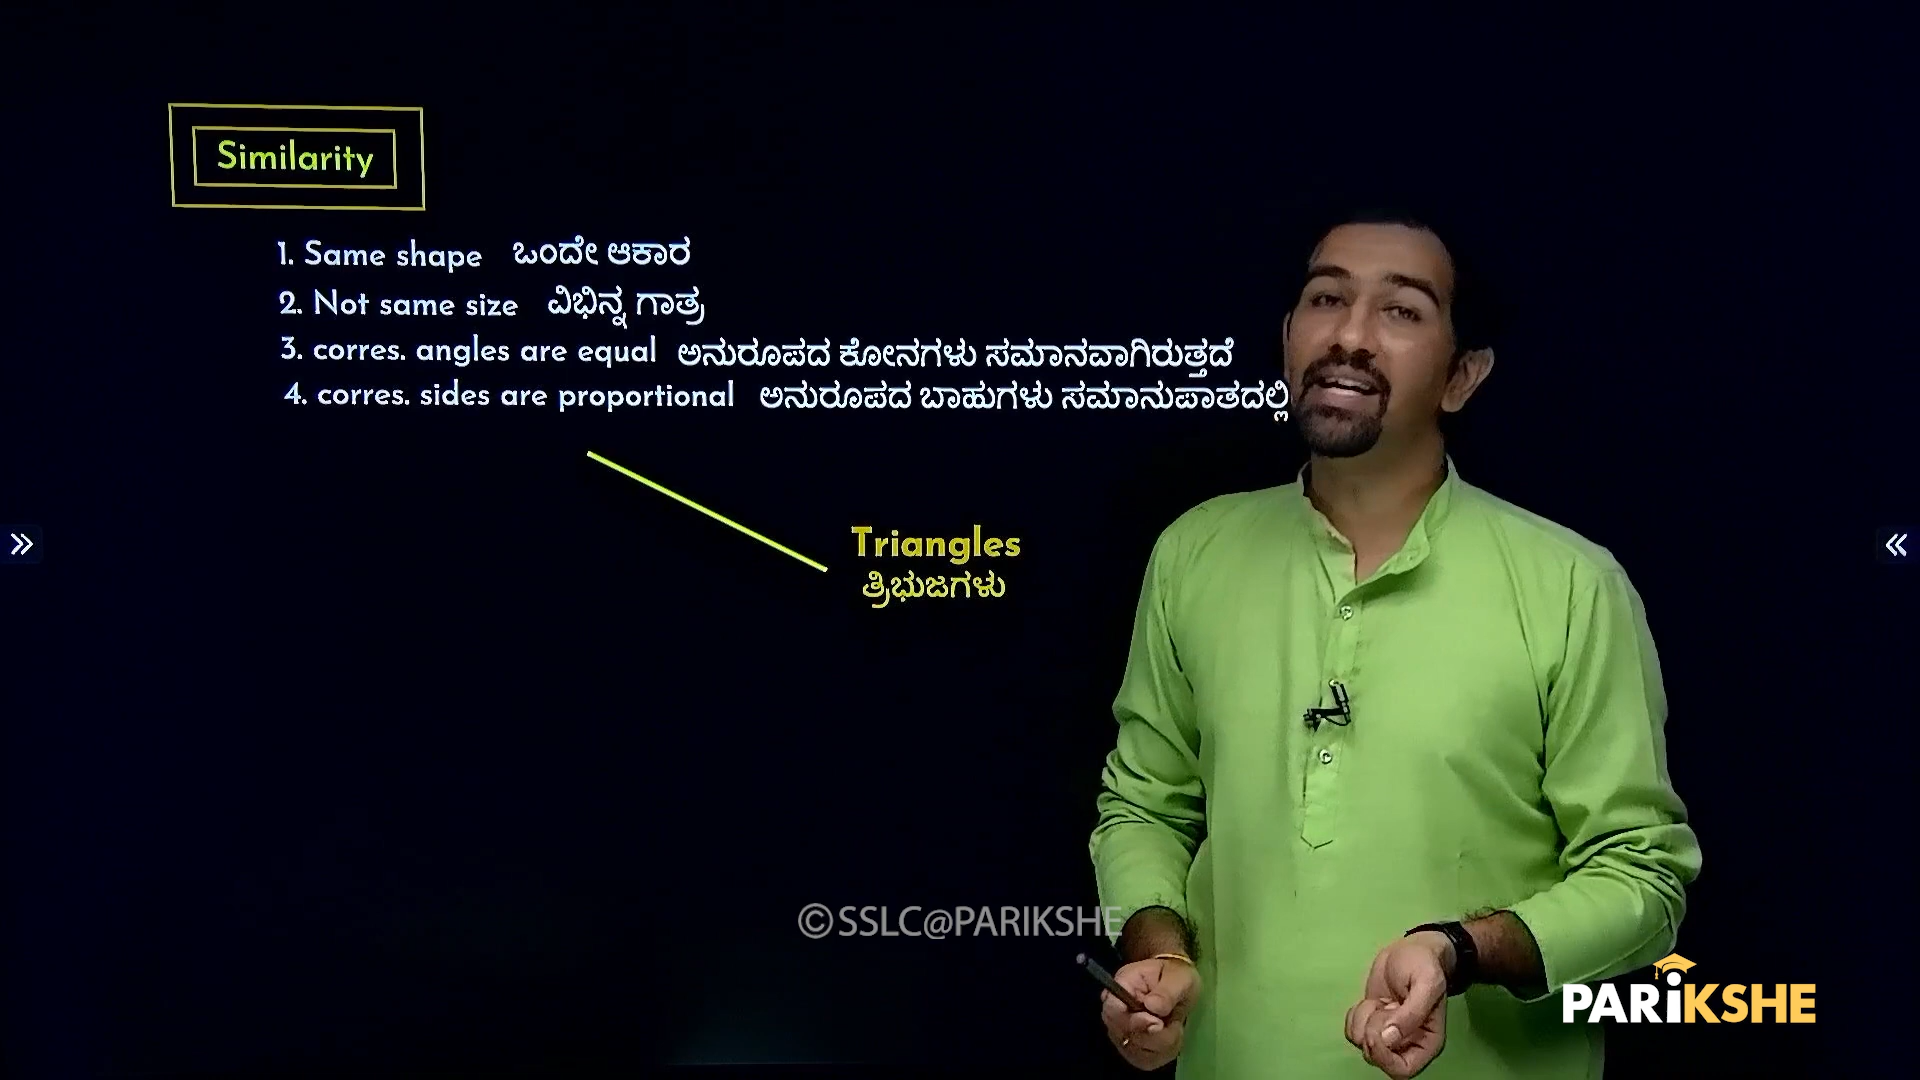 Similarity
1. Same shape ಒಂದೇ ಆಕಾರ
2. Not same size ವಿಭಿನ್ನ ಗಾತ್ರ
3. corres. angles are equal ಅನುರೂಪದ ಕೋನಗಳು ಸಮಾನವಾಗಿರುತ್ತದೆ
4. corres. sides are proportional ಅನುರೂಪದ ಬಾಹುಗಳು ಸಮಾನುಪಾತದಲ್ಲಿ
Triangles
ತ್ರಿಭುಜಗಳು
©SSLC@PARIKSHE
PARiKSHE